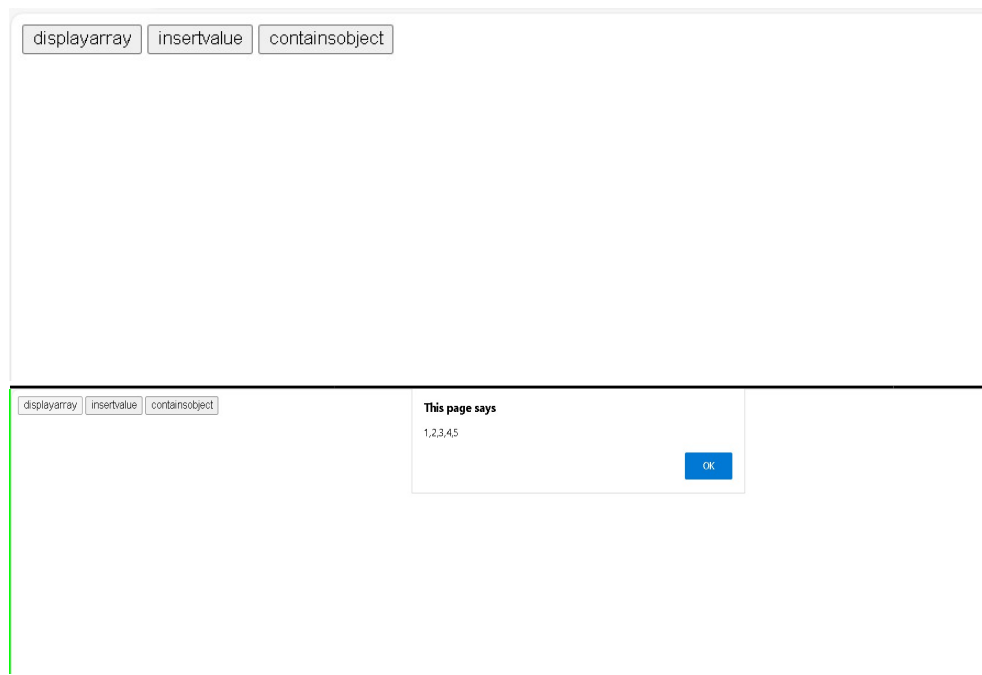 displayarray insertvalue containsobject
displayarray insertvalue containsobject
This page says
1,2,3,4,5
OK